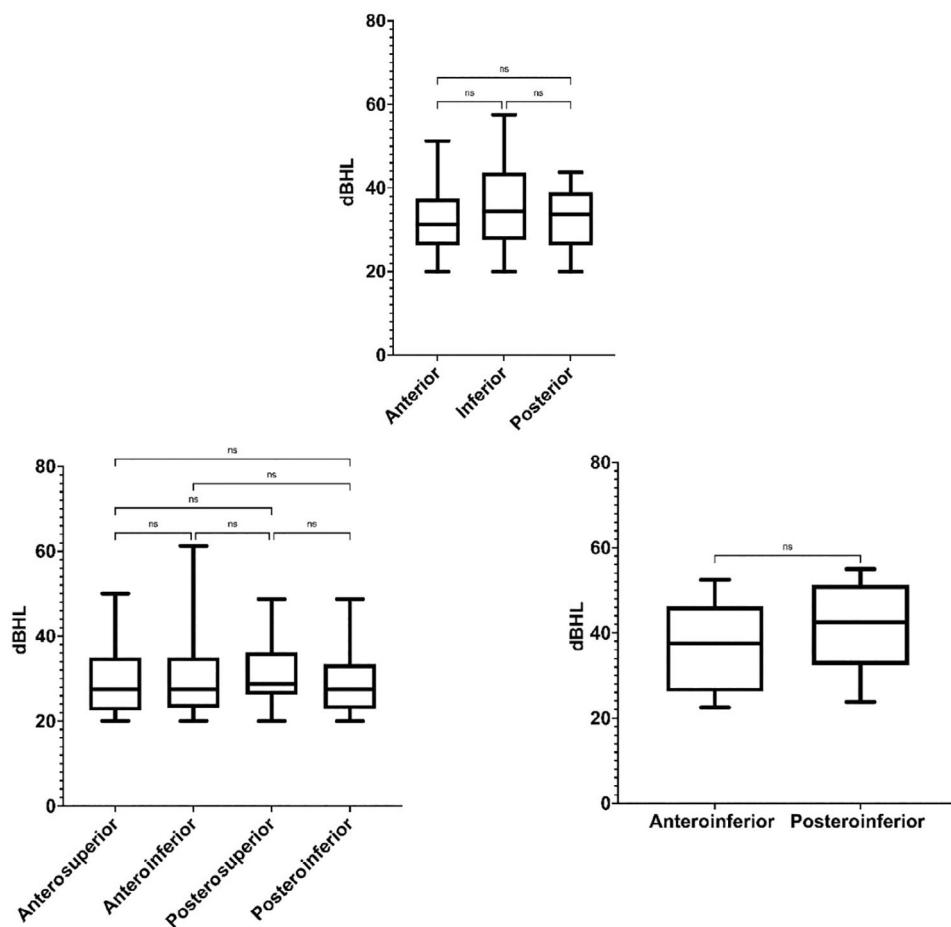 80
60
40
20
0
dBHL
ns
ns ns
Anterior
Inferior
Posterior
80
60
40
20
0
dBHL
ns
ns
ns
ns ns ns
Anterosuperior
Anteroinferior
Posterosuperior
Posteroinferior
80
60
40
20
0
dBHL
ns
Anteroinferior Posteroinferior